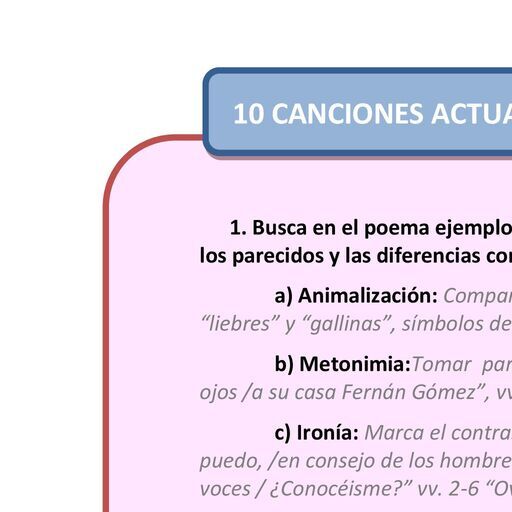 10 CANCIONES ACTUA
1. Busca en el poema ejemplo
los parecidos y las diferencias co
a) Animalización: Compar
“liebres” y “gallinas”, símbolos de
b) Metonimia:Tomar par
ojos /a su casa Fernán Gómez”, vv
c) Ironía: Marca el contra
puedo, /en consejo de los hombre
voces / ¿Conocéisme?” vv. 2-6 “Ov